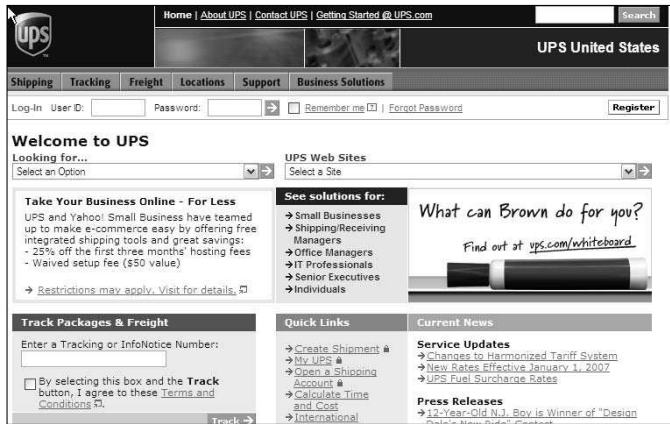 Home | About UPS | Contact UPS | Getting Started @ UPS.com
Search
ups
UPS United States
Shipping Tracking Freight Locations Support Business Solutions
Log-In User ID: Password: Remember me ? | Forgot Password Register
Welcome to UPS
Looking for...
Select an Option
UPS Web Sites
Select a Site
Take Your Business Online - For Less
UPS and Yahoo! Small Business have teamed
up to make e-commerce easy by offering free
integrated shipping tools and great savings:
- 25% off the first three months' hosting fees
- Waived setup fee ($50 value)
Restrictions may apply. Visit for details.
See solutions for:
Small Businesses
Shipping/Receiving
Managers
Office Managers
IT Professionals
Senior Executives
Individuals
What can Brown do for you?
Find out at ups.com/whiteboard
Track Packages & Freight
Enter a Tracking or InfoNotice Number:
By selecting this box and the Track
button, I agree to these Terms and
Conditions
Track
Quick Links
Create Shipment
My UPS
Open a Shipping
Account
Calculate Time
and Cost
International
Current News
Service Updates
Changes to Harmonized Tariff System
New Rates Effective January 1, 2007
UPS Fuel Surcharge Rates
Press Releases
12-Year-Old N.J. Boy is Winner of "Design
Dale's New Ride" Contest